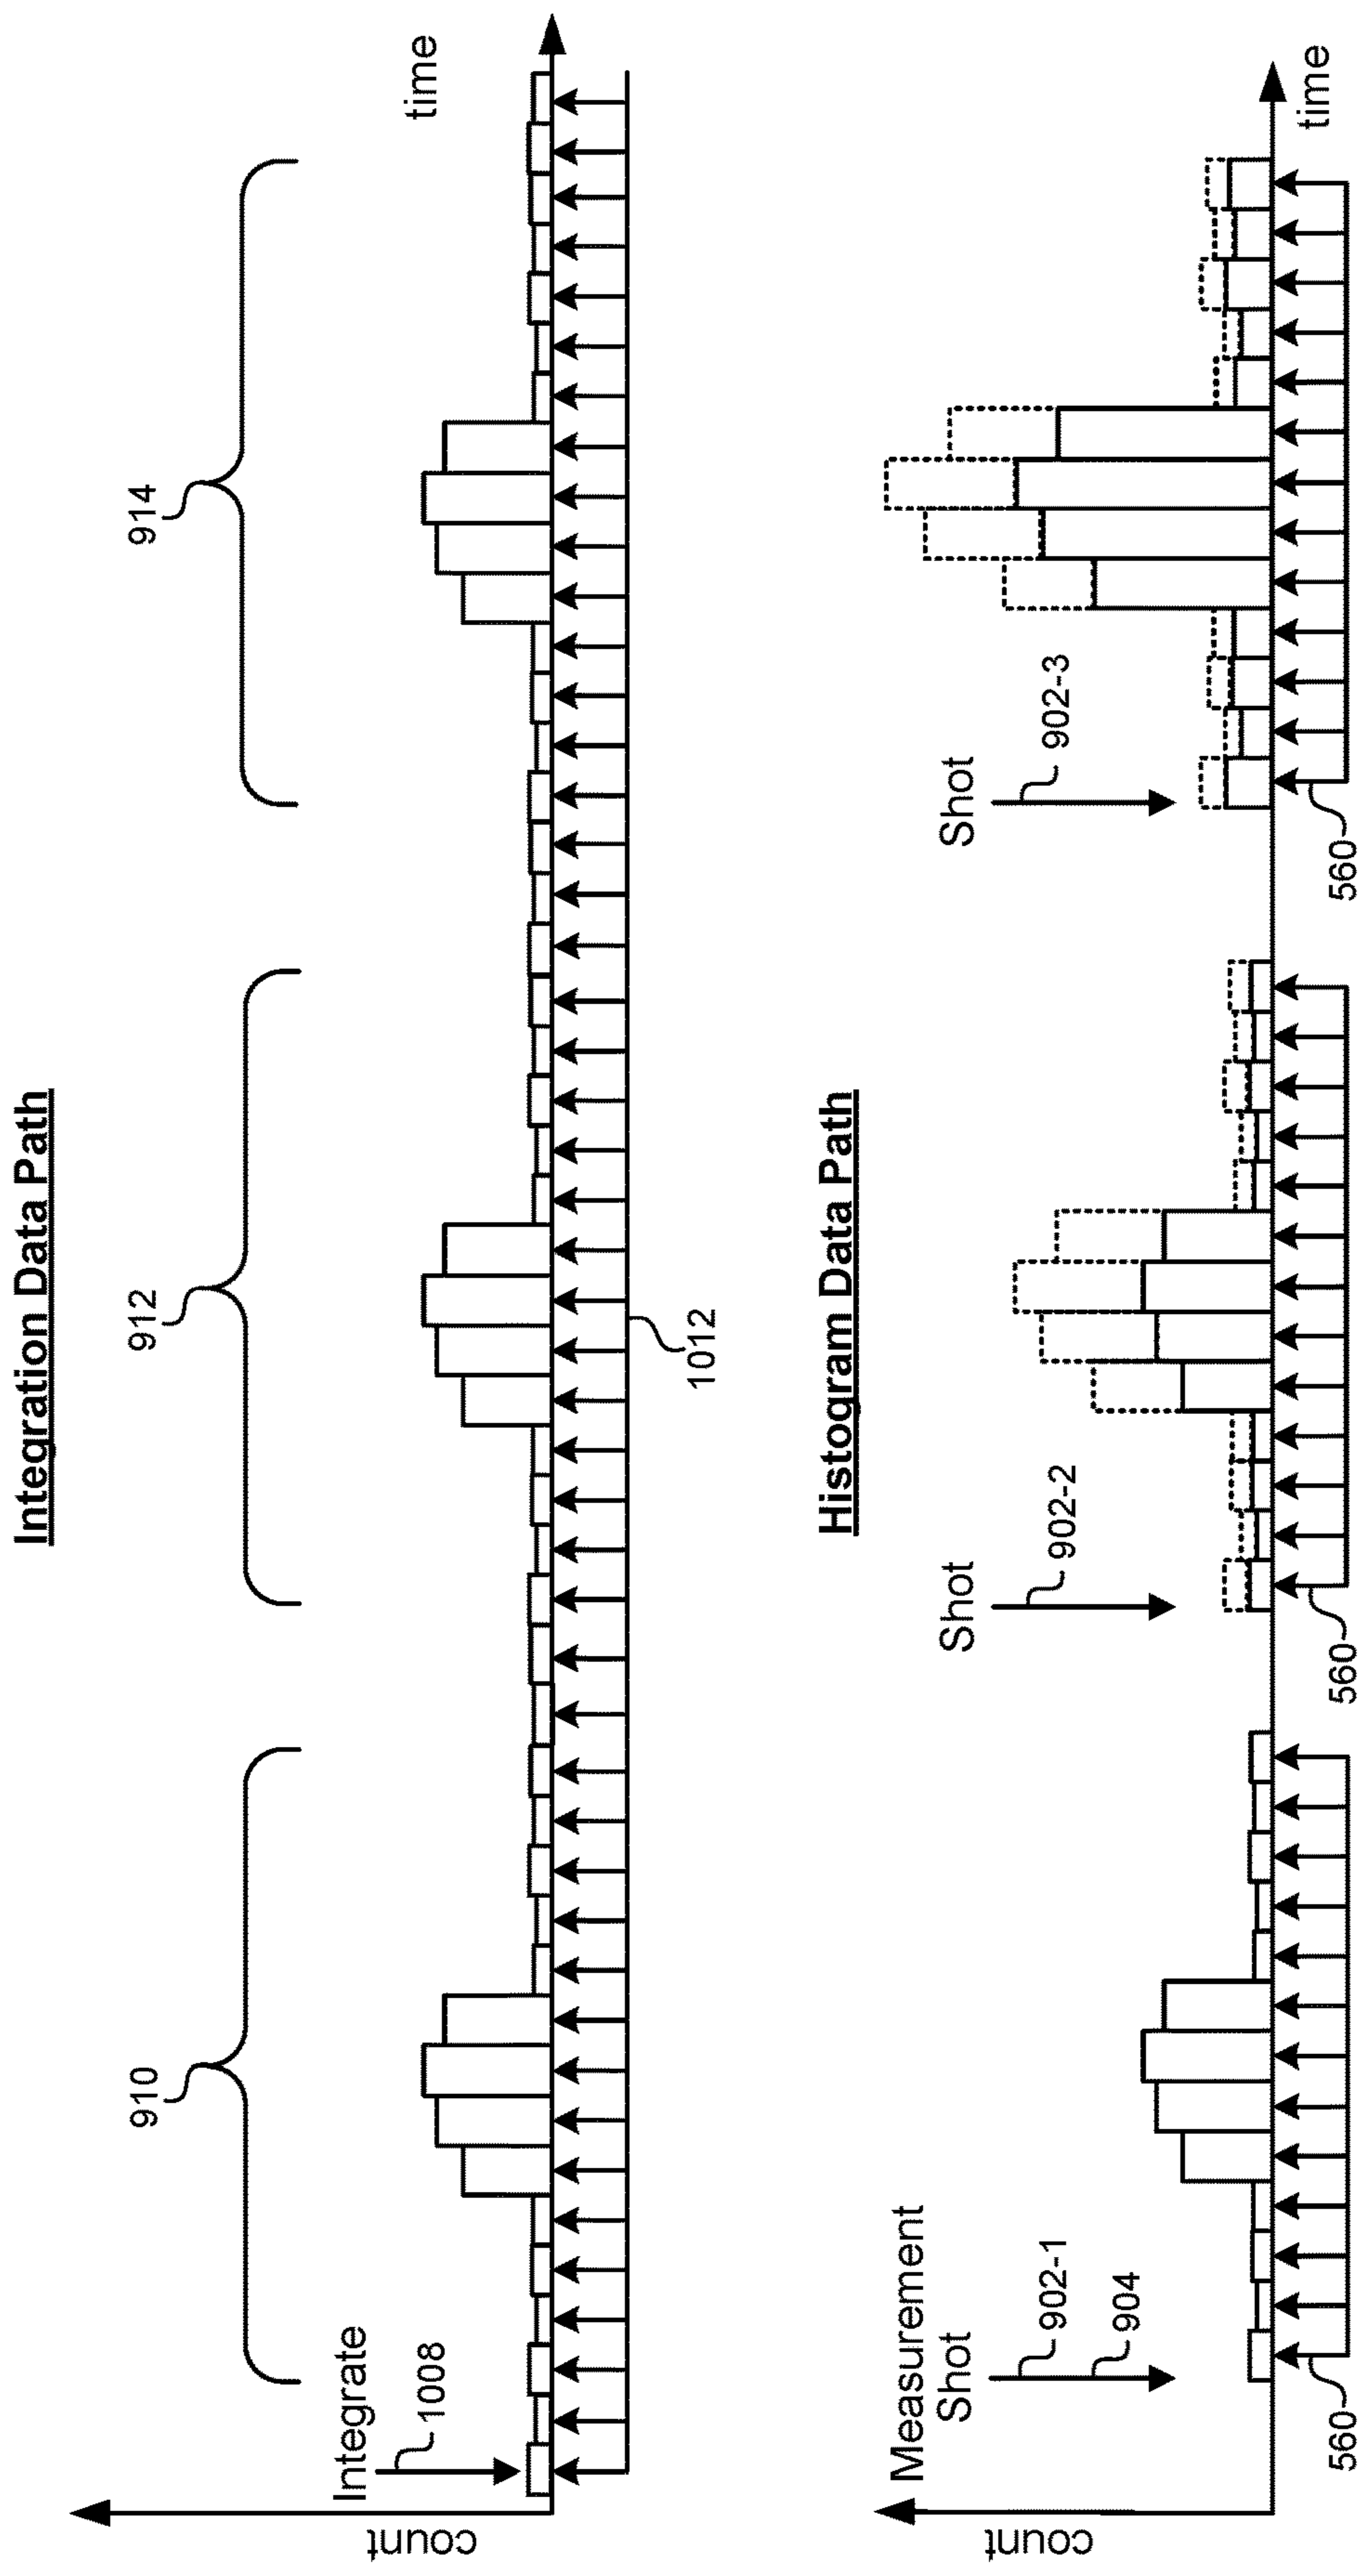 Integration Data Path
910
912
914
Integrate
1008
count
time
1012
Histogram Data Path
Measurement
Shot
902-1
904
Shot
902-2
Shot
902-3
count
time
560
560
560